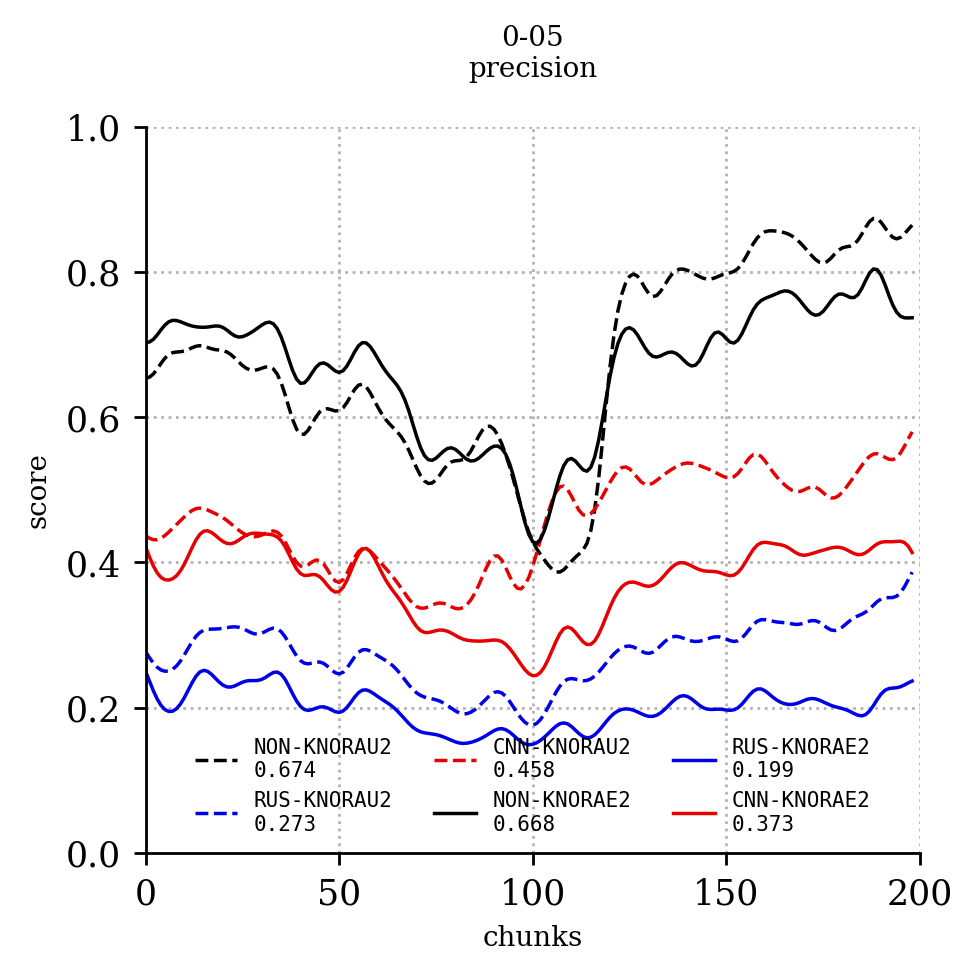 0-05
precision
1.0
0.8
0.6
0.4
0.2
0.0
score
NON-KNORAU2
0.674
RUS-KNORAU2
0.273
CNN-KNORAU2
0.458
NON-KNORAE2
0.668
RUS-KNORAE2
0.199
CNN-KNORAE2
0.373
0 50 100 150 200
chunks